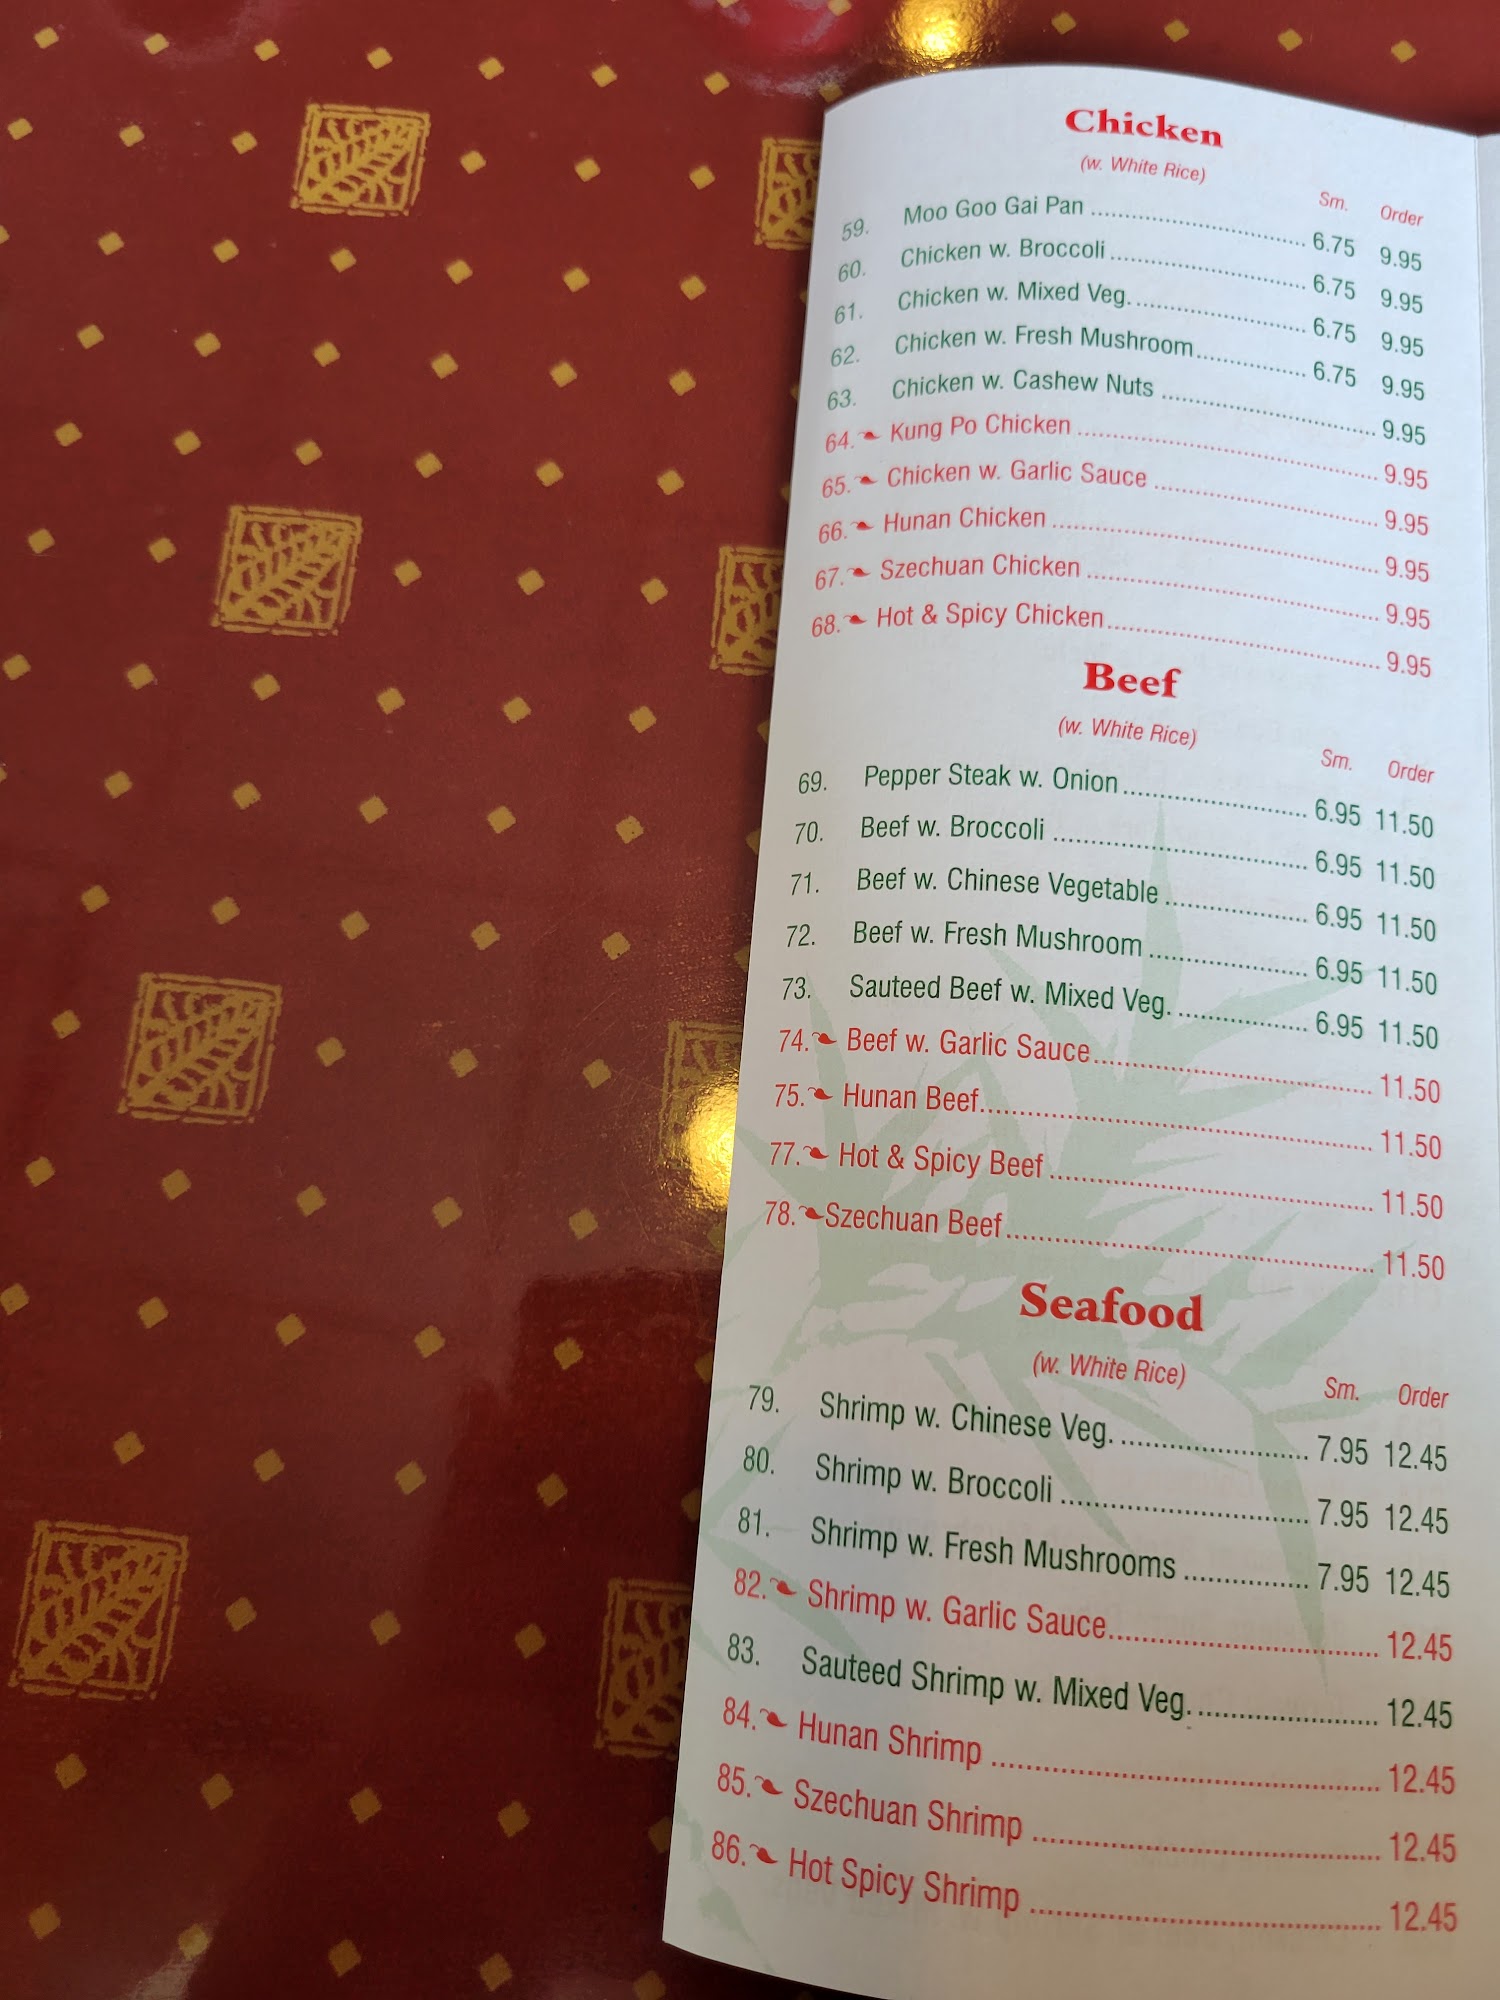 Chicken
(w. White Rice)
Sm. Order
59. Moo Goo Gai Pan ................................ 6.75 9.95
60. Chicken w. Broccoli ............................. 6.75 9.95
61. Chicken w. Mixed Veg. ......................... 6.75 9.95
62. Chicken w. Fresh Mushroom................ 6.75 9.95
63. Chicken w. Cashew Nuts ................................ 9.95
64. Kung Po Chicken ............................................. 9.95
65. Chicken w. Garlic Sauce ................................. 9.95
66. Hunan Chicken ................................................ 9.95
67. Szechuan Chicken ........................................... 9.95
68. Hot & Spicy Chicken......................................... 9.95
Beef
(w. White Rice)
Sm. Order
69. Pepper Steak w. Onion ........................... 6.95 11.50
70. Beef w. Broccoli ..................................... 6.95 11.50
71. Beef w. Chinese Vegetable ..................... 6.95 11.50
72. Beef w. Fresh Mushroom ....................... 6.95 11.50
73. Sauteed Beef w. Mixed Veg. ................... 6.95 11.50
74. Beef w. Garlic Sauce....................................... 11.50
75. Hunan Beef..................................................... 11.50
77. Hot & Spicy Beef ............................................ 11.50
78. Szechuan Beef ................................................ 11.50
Seafood
(w. White Rice)
Sm. Order
79. Shrimp w. Chinese Veg. ......................... 7.95 12.45
80. Shrimp w. Broccoli ................................. 7.95 12.45
81. Shrimp w. Fresh Mushrooms ................ 7.95 12.45
82. Shrimp w. Garlic Sauce.................................. 12.45
83. Sauteed Shrimp w. Mixed Veg. ....................... 12.45
84. Hunan Shrimp ................................................ 12.45
85. Szechuan Shrimp ........................................... 12.45
86. Hot Spicy Shrimp ........................................... 12.45